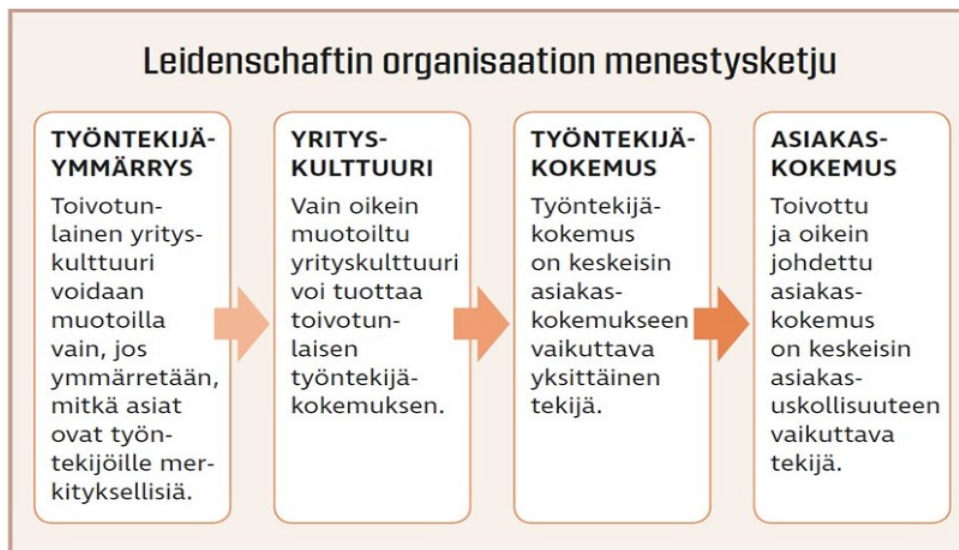 Leidenschaftin organisaation menestysketju
TYÖNTEKIJÄ-
YMMÄRRYS
Toivotun-
lainen yritys-
kulttuuri
voidaan
muotoilla
vain, jos
ymmärretään,
mitkä asiat
ovat työn-
tekijöille mer-
kityksellisiä.
YRITYS-
KULTTUURI
Vain oikein
muotoiltu
yrityskulttuuri
voi tuottaa
toivotun-
laisen
työntekijä-
kokemuksen.
TYÖNTEKIJÄ-
KOKEMUS
Työntekijä-
kokemus
on keskeisin
asiakas-
kokemukseen
vaikuttava
yksittäinen
tekijä.
ASIAKAS-
KOKEMUS
Toivottu
ja oikein
johdettu
asiakas-
kokemus
on keskeisin
asiakas-
uskollisuuteen
vaikuttava
tekijä.